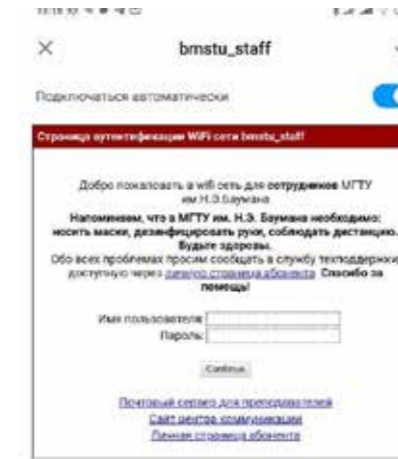 bmstu_staff
Подключаться автоматически
Страница аутентификации WiFi сети bmstu_staff
Добро пожаловать в wifi сеть для сотрудников МГТУ
им.Н.Э.Баумана
Напоминаем, что в МГТУ им. Н.Э. Баумана необходимо:
носить маски, дезинфицировать руки, соблюдать дистанцию.
Будьте здоровы.
Обо всех проблемах просим сообщать в службу техподдержки,
доступную через личную страницу абонента. Спасибо за
помощь!
Имя пользователя:
Пароль:
Continue
Почтовый сервер для преподавателей
Сайт центра коммуникации
Личная страница абонента